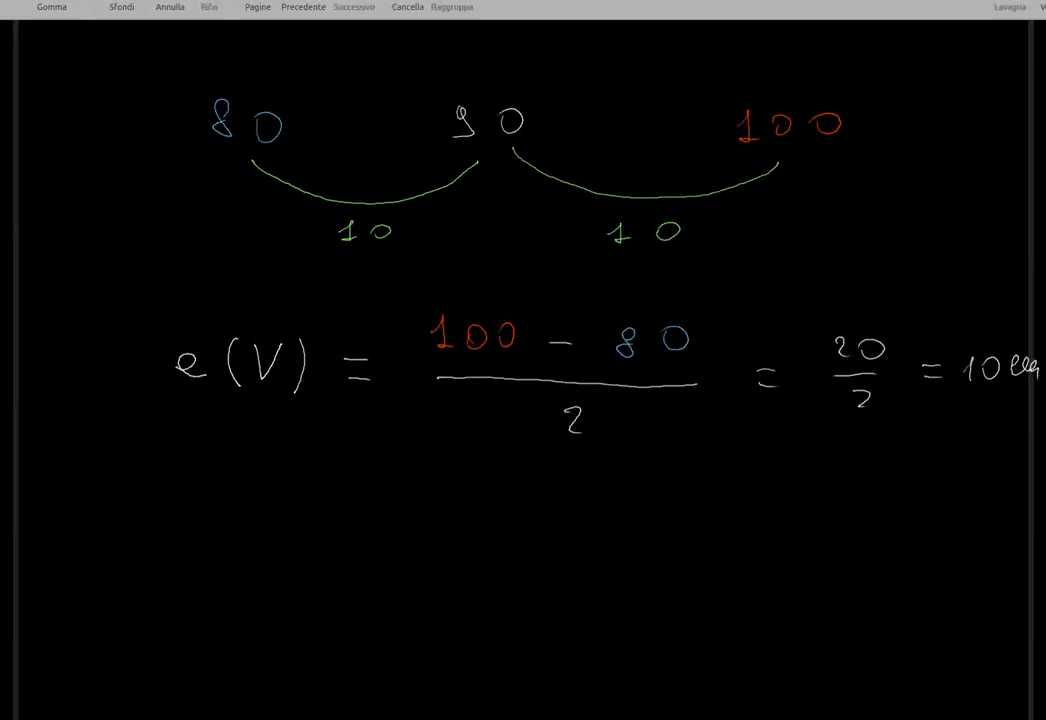 Gomma Sfondi Annulla Rifai Pagine Precedente Successivo Cancella Raggruppa Lavagna
80 90 100
10 10
e(V) = 100 - 80 / 2 = 20 / 2 = 10